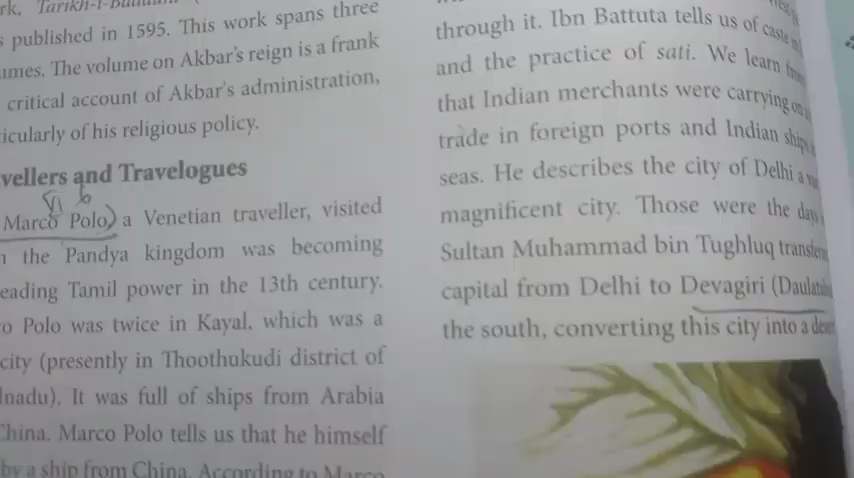 rk, Tarikh-i-
published in 1595. This work spans three
umes. The volume on Akbar's reign is a frank
critical account of Akbar's administration,
icularly of his religious policy.
vellers and Travelogues
Marco Polo, a Venetian traveller, visited
the Pandya kingdom was becoming
eading Tamil power in the 13th century.
o Polo was twice in Kayal, which was a
city (presently in Thoothukudi district of
lnadu). It was full of ships from Arabia
China. Marco Polo tells us that he himself
by a ship from China. According to Marco
through it. Ibn Battuta tells us of caste in
and the practice of sati. We learn from
that Indian merchants were carrying on
trade in foreign ports and Indian ships
seas. He describes the city of Delhi a
magnificent city. Those were the days
Sultan Muhammad bin Tughluq transfer
capital from Delhi to Devagiri (Daulata
the south, converting this city into a